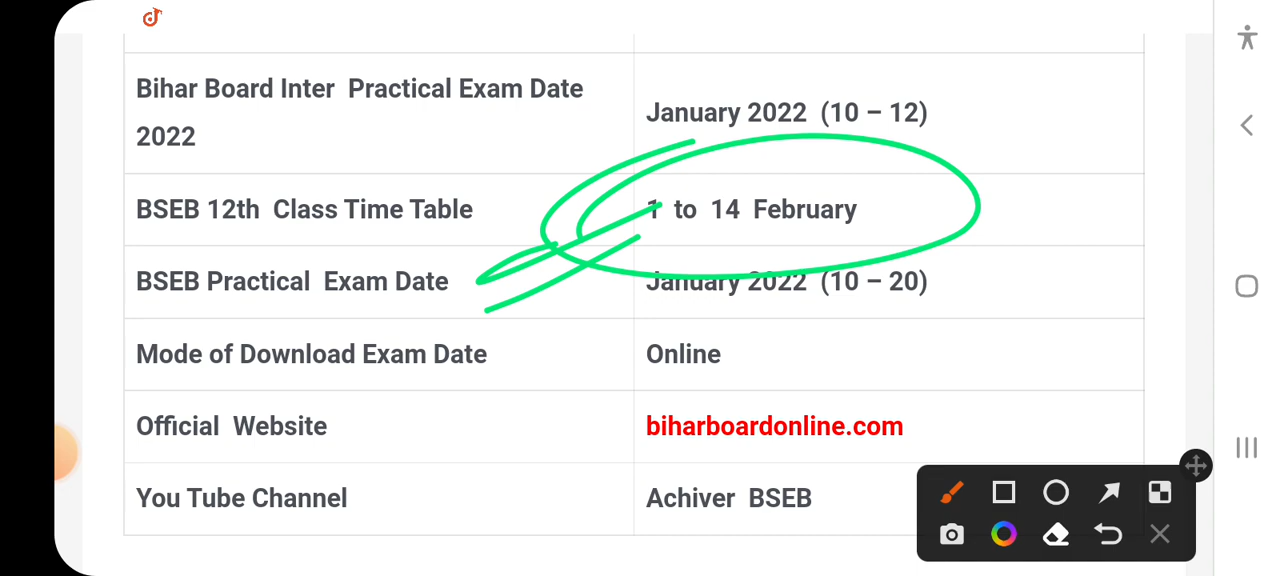 Bihar Board Inter Practical Exam Date
2022
January 2022 (10 – 12)
BSEB 12th Class Time Table
1 to 14 February
BSEB Practical Exam Date
January 2022 (10 – 20)
Mode of Download Exam Date
Online
Official Website
biharboardonline.com
You Tube Channel
Achiver BSEB